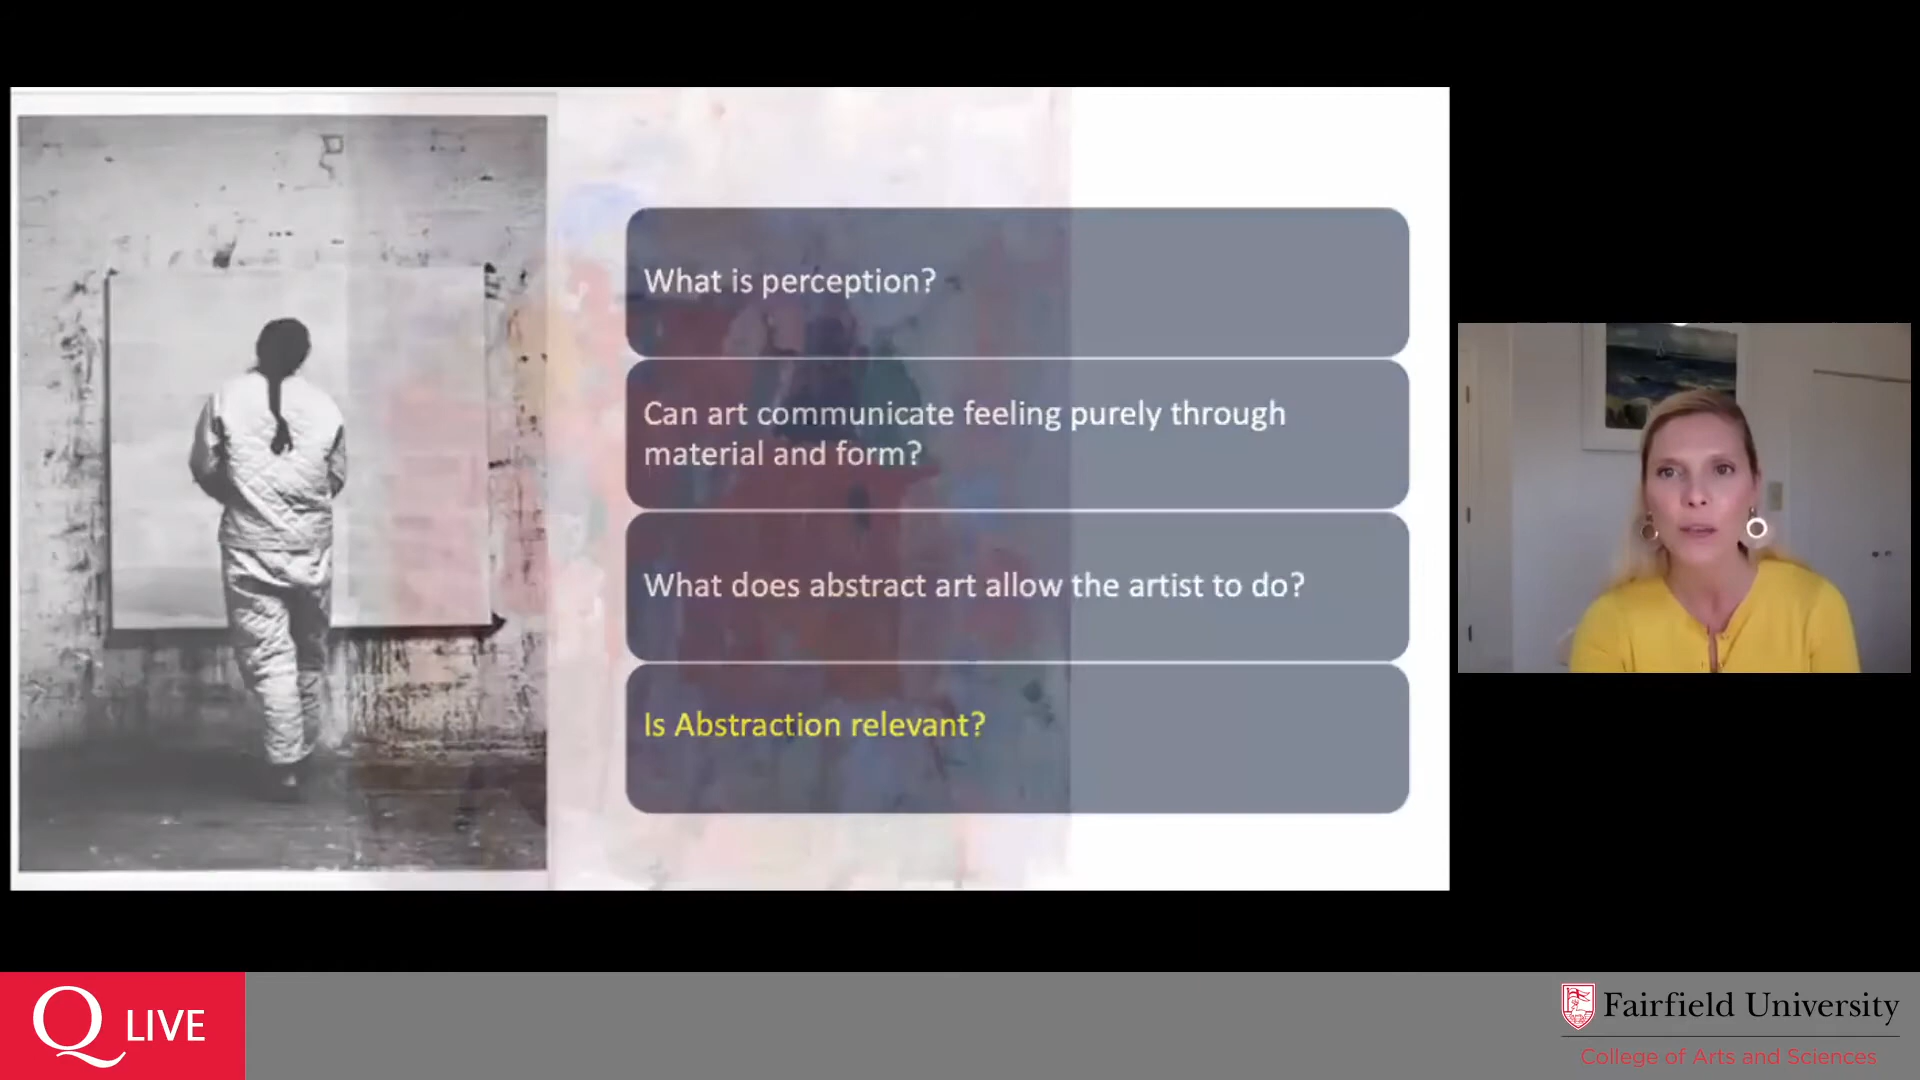 What is perception?
Can art communicate feeling purely through
material and form?
What does abstract art allow the artist to do?
Is Abstraction relevant?
Q LIVE
Fairfield University
College of Arts and Sciences